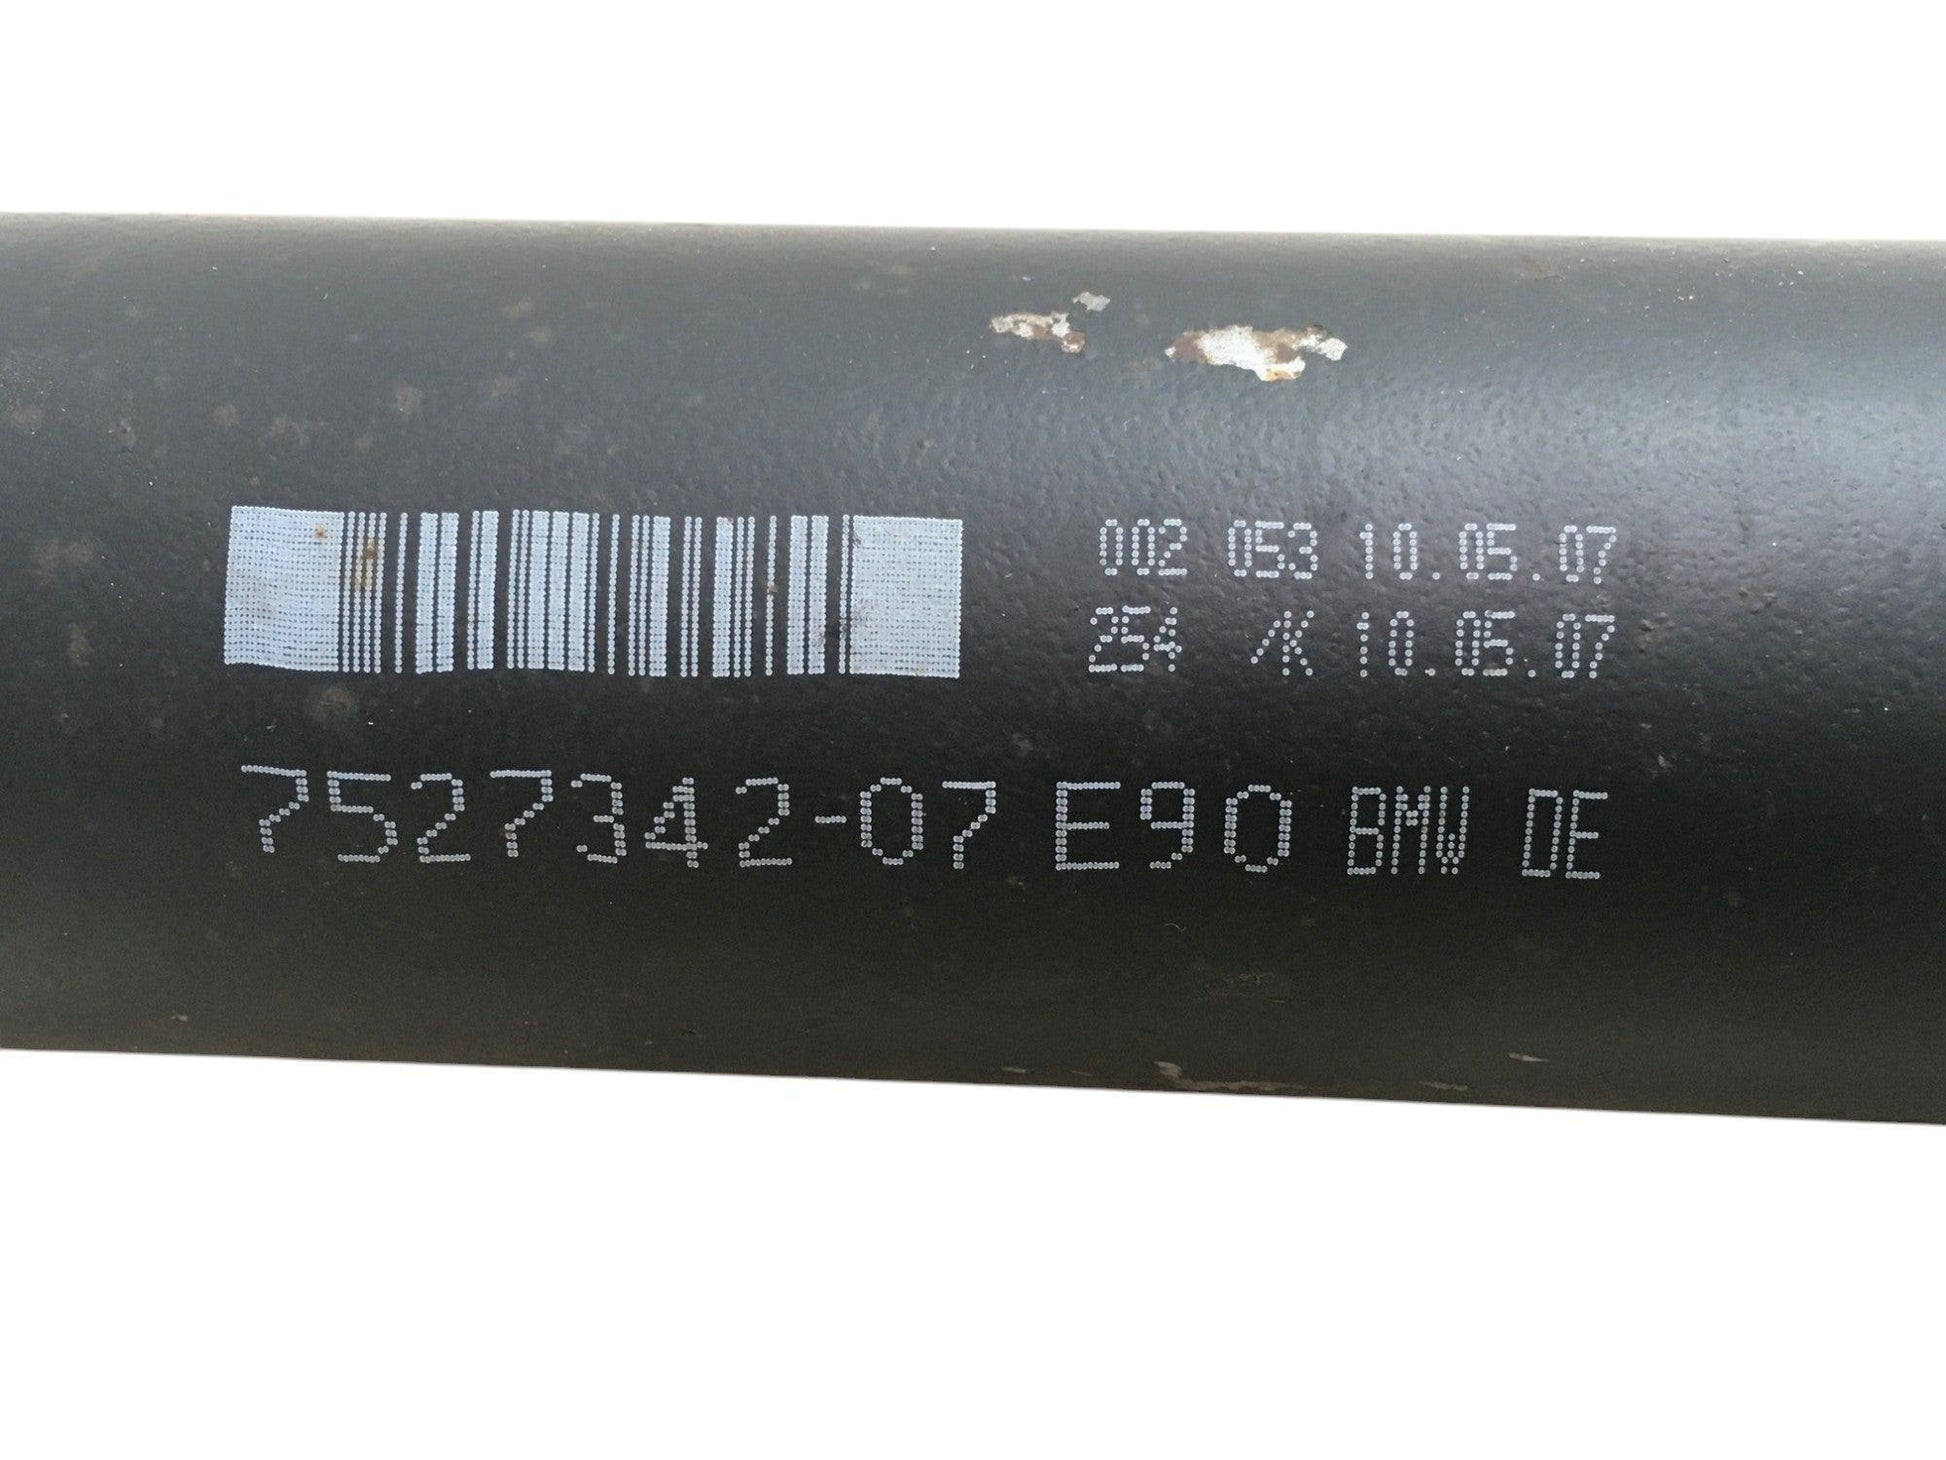 002 053 10.05.07
254 /K 10.05.07
7527342-07 E90 BMW DE